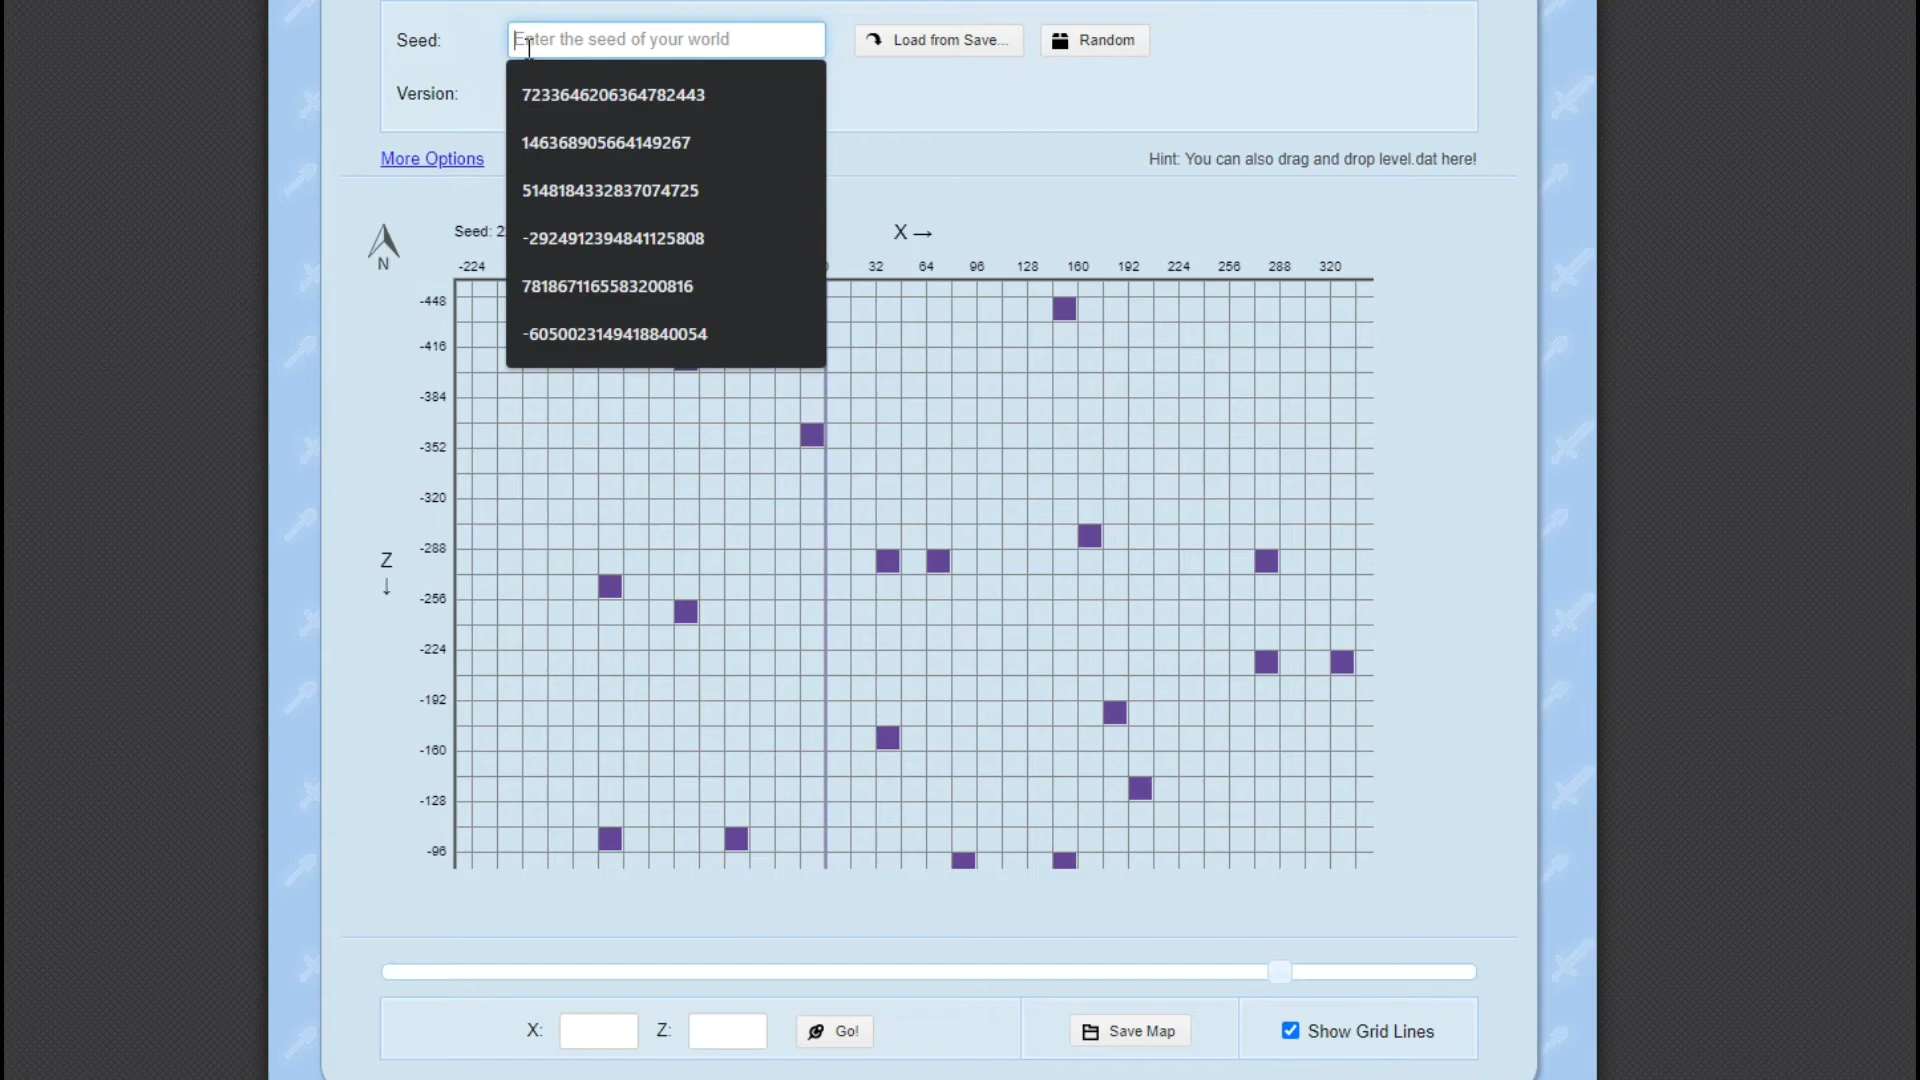 Seed: Enter the seed of your world Load from Save... Random
Version:
7233646206364782443
146368905664149267
5148184332837074725
-2924912394841125808
7818671165583200816
-6050023149418840054
More Options Hint: You can also drag and drop level.dat here!
N
Seed: 2
X →
-224 32 64 96 128 160 192 224 256 288 320
-448
-416
-384
-352
-320
-288
Z
↓
-256
-224
-192
-160
-128
-96
X: Z: Go! Save Map Show Grid Lines